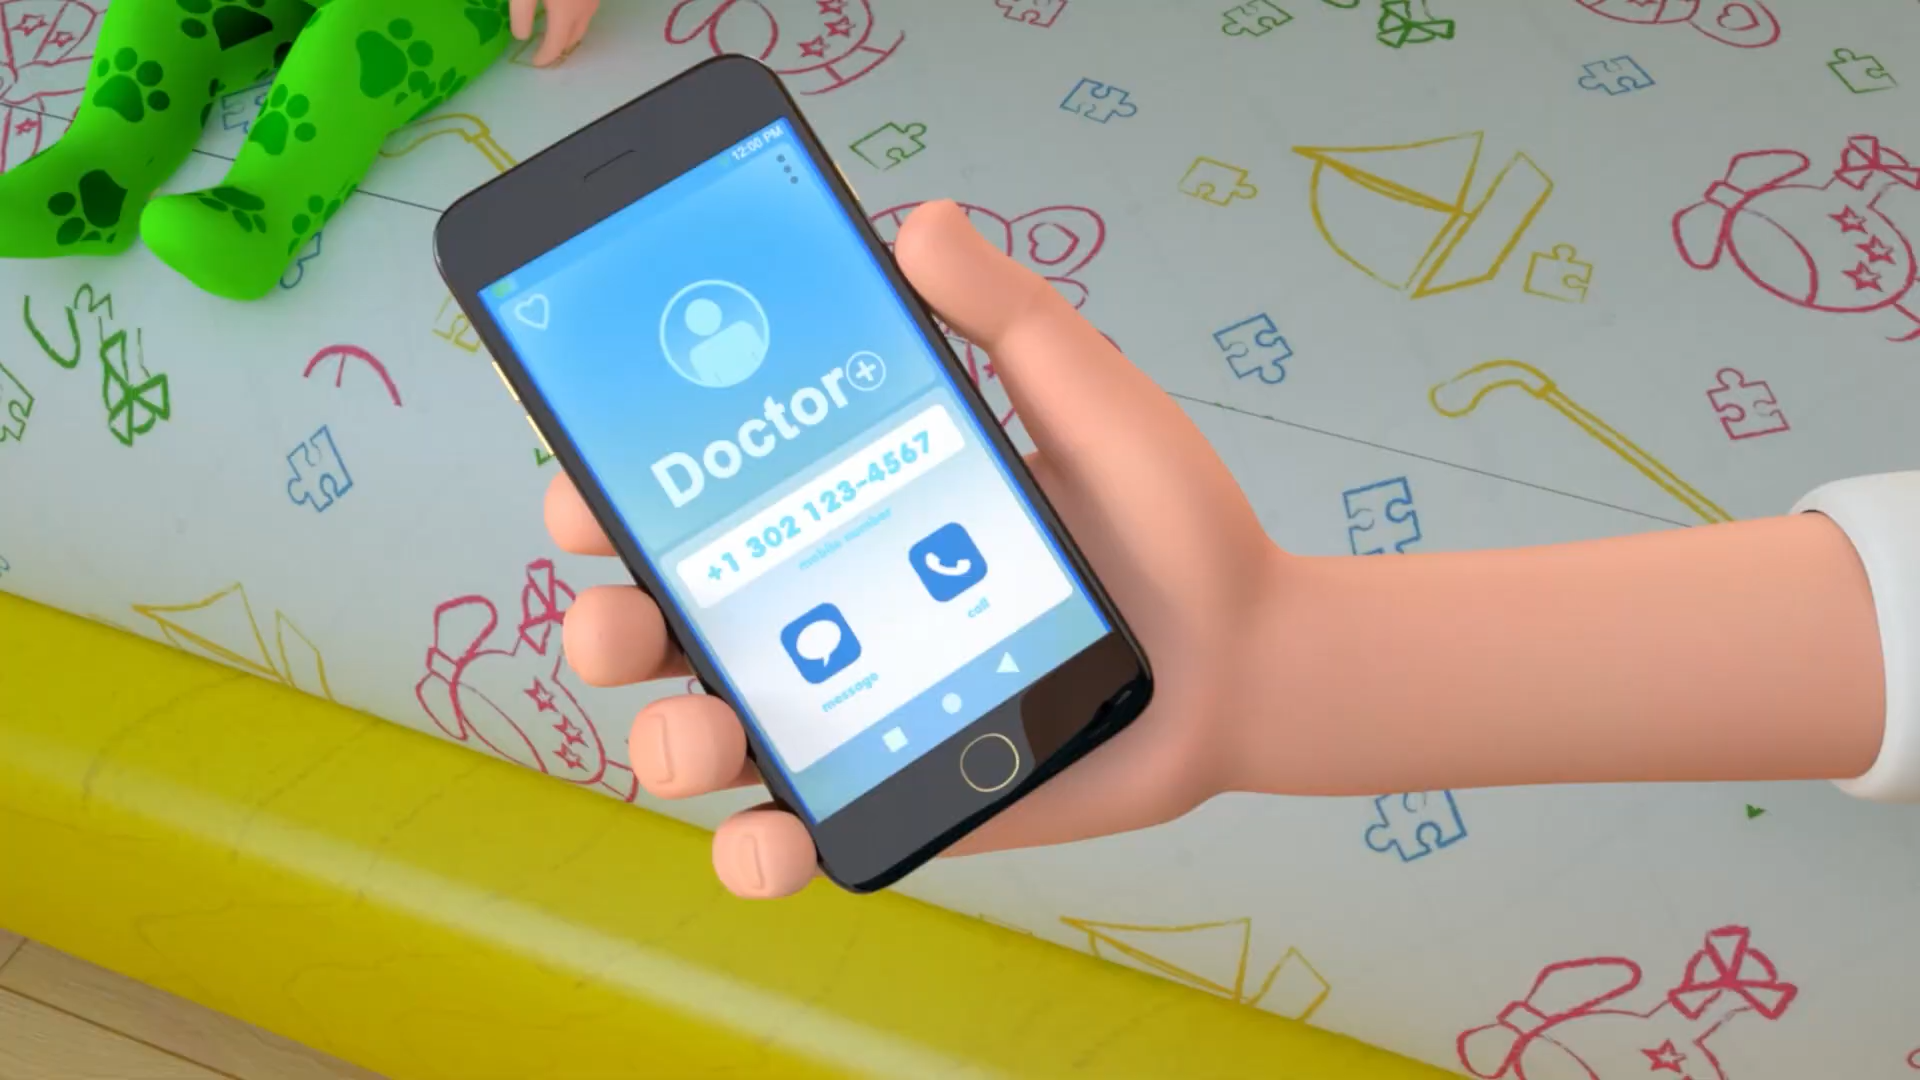 12:00 PM
Doctor
+1 302 123-4567
mobile number
message
call